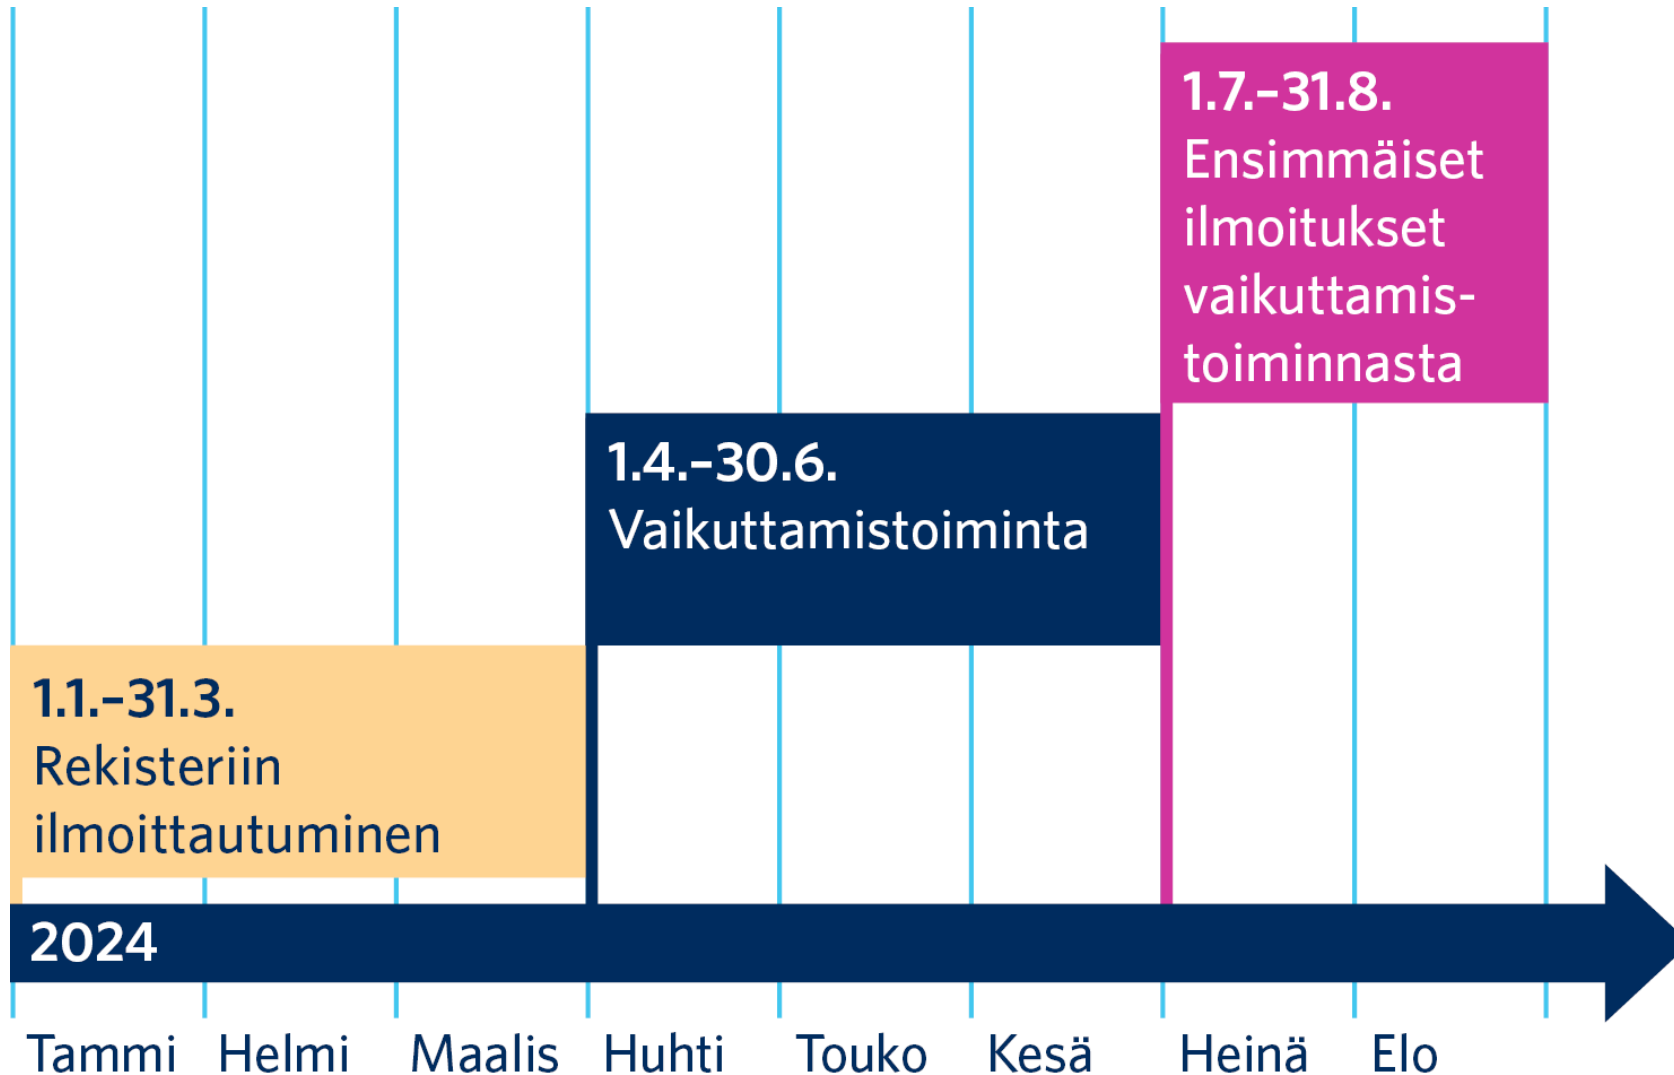 1.7.–31.8.
Ensimmäiset
ilmoitukset
vaikuttamis-
toiminnasta
1.4.–30.6.
Vaikuttamistoiminta
1.1.–31.3.
Rekisteriin
ilmoittautuminen
2024
Tammi Helmi Maalis Huhti Touko Kesä Heinä Elo